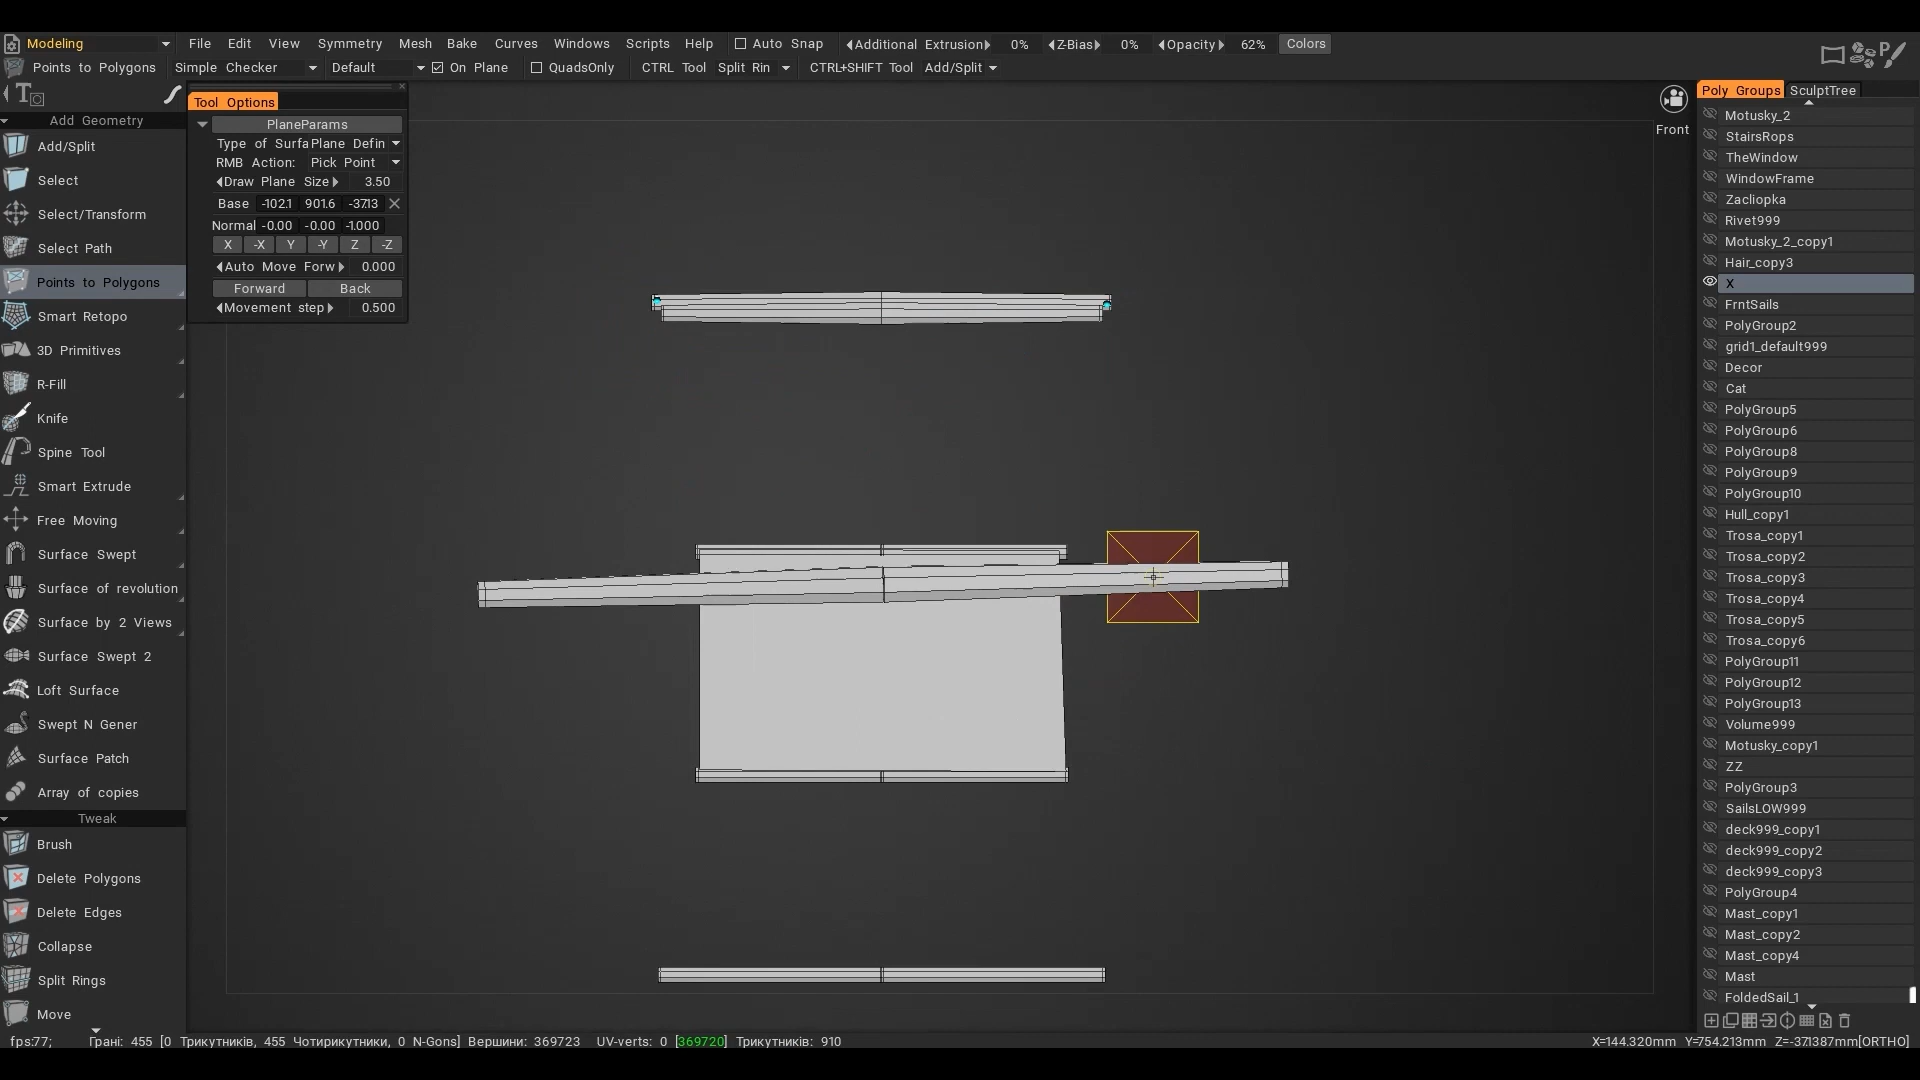 Modeling File Edit View Symmetry Mesh Bake Curves Windows Scripts Help Auto Snap Additional Extrusion 0% Z-Bias 0% Opacity 62% Colors
Points to Polygons Simple Checker Default On Plane QuadsOnly CTRL Tool Split Rin CTRL+SHIFT Tool Add/Split
Add Geometry
Add/Split
Select
Select/Transform
Select Path
Points to Polygons
Smart Retopo
3D Primitives
R-Fill
Knife
Spine Tool
Smart Extrude
Free Moving
Surface Swept
Surface of revolution
Surface by 2 Views
Surface Swept 2
Loft Surface
Swept N Gener
Surface Patch
Array of copies
Tweak
Brush
Delete Polygons
Delete Edges
Collapse
Split Rings
Move
Tool Options
PlaneParams
Type of Surfa Plane Defin
RMB Action: Pick Point
Draw Plane Size 3.50
Base -102.1 901.6 -37.13
Normal -0.00 -0.00 -1.000
X -X Y -Y Z -Z
Auto Move Forw 0.000
Forward Back
Movement step 0.500
Front
Poly Groups SculptTree
Motusky_2
StairsRops
TheWindow
WindowFrame
Zacliopka
Rivet999
Motusky_2_copy1
Hair_copy3
X
FrntSails
PolyGroup2
grid1_default999
Decor
Cat
PolyGroup5
PolyGroup6
PolyGroup8
PolyGroup9
PolyGroup10
Hull_copy1
Trosa_copy1
Trosa_copy2
Trosa_copy3
Trosa_copy4
Trosa_copy5
Trosa_copy6
PolyGroup11
PolyGroup12
PolyGroup13
Volume999
Motusky_copy1
ZZ
PolyGroup3
SailsLOW999
deck999_copy1
deck999_copy2
deck999_copy3
PolyGroup4
Mast_copy1
Mast_copy2
Mast_copy4
Mast
FoldedSail_1
fps:77; Грані: 455 [0 Трикутників, 455 Чотирикутники, 0 N-Gons] Вершини: 369723 UV-verts: 0 [369720] Трикутників: 910 X=144.320mm Y=754.213mm Z=-37.1387mm[ORTHO]